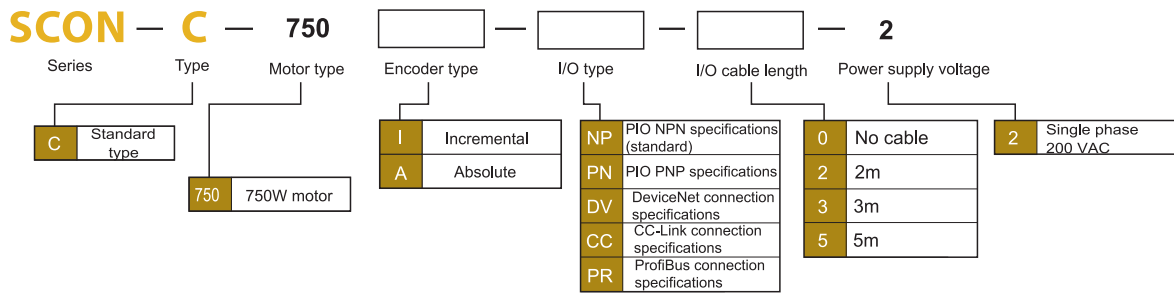 SCON — C — 750 — — — 2
Series Type Motor type Encoder type I/O type I/O cable length Power supply voltage
C Standard
type
750 750W motor
I Incremental
A Absolute
NP PIO NPN specifications
(standard)
PN PIO PNP specifications
DV DeviceNet connection
specifications
CC CC-Link connection
specifications
PR ProfiBus connection
specifications
0 No cable
2 2m
3 3m
5 5m
2 Single phase
200 VAC